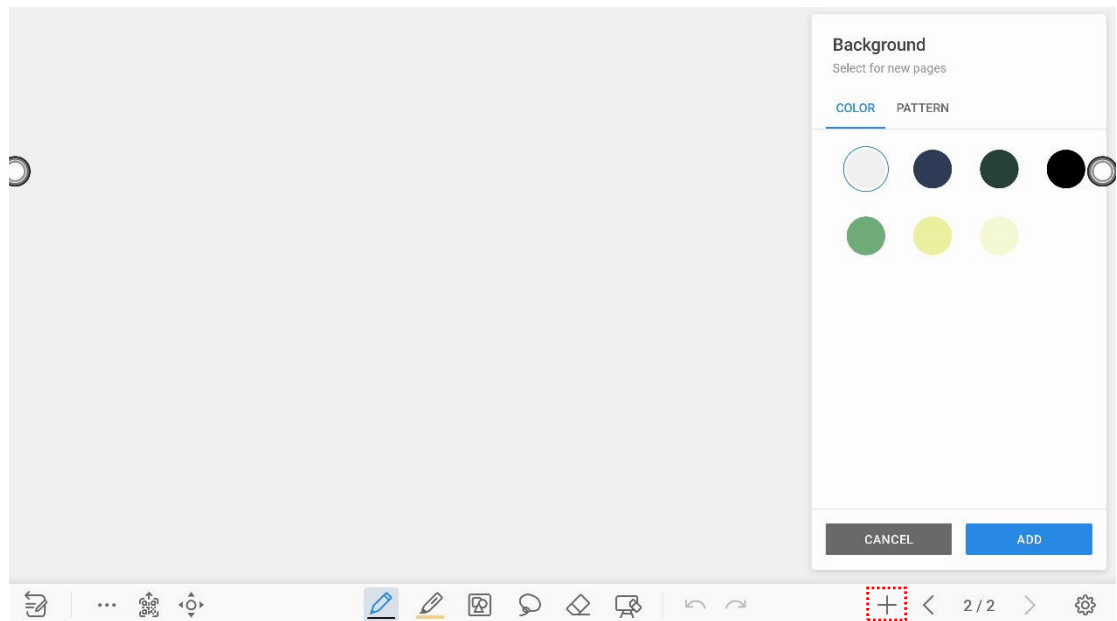 Background
Select for new pages
COLOR PATTERN
CANCEL ADD
2 / 2